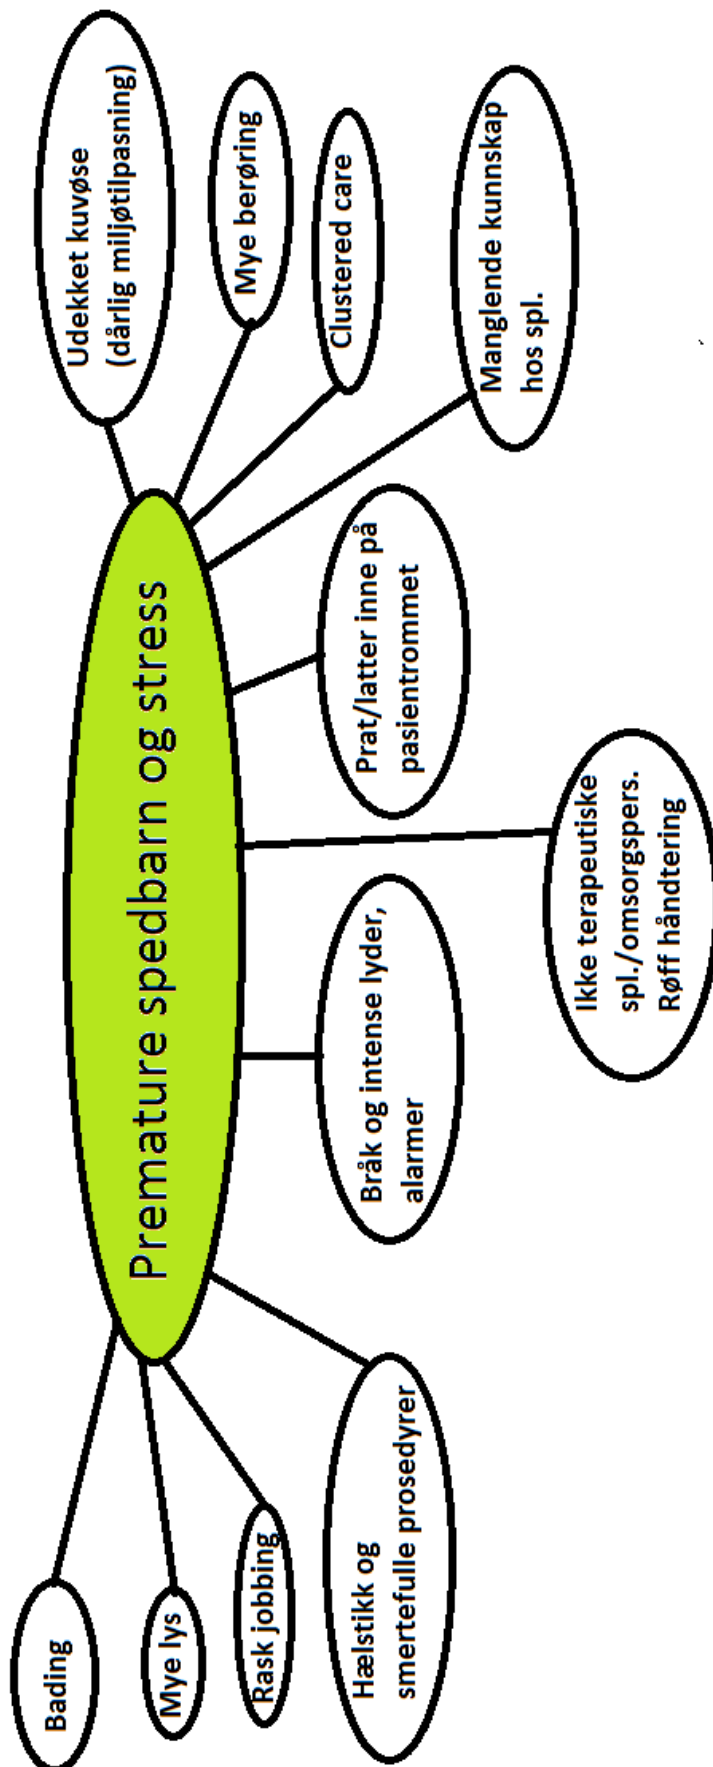 Premature spedbarn og stress
Bading
Mye lys
Rask jobbing
Hælstikk og
smertefulle prosedyrer
Bråk og intense lyder,
alarmer
Ikke terapeutiske
spl./omsorgspers.
Røff håndtering
Prat/latter inne på
pasientrommet
Manglende kunnskap
hos spl.
Clustered care
Mye berøring
Udekket kuvøse
(dårlig miljøtilpasning)